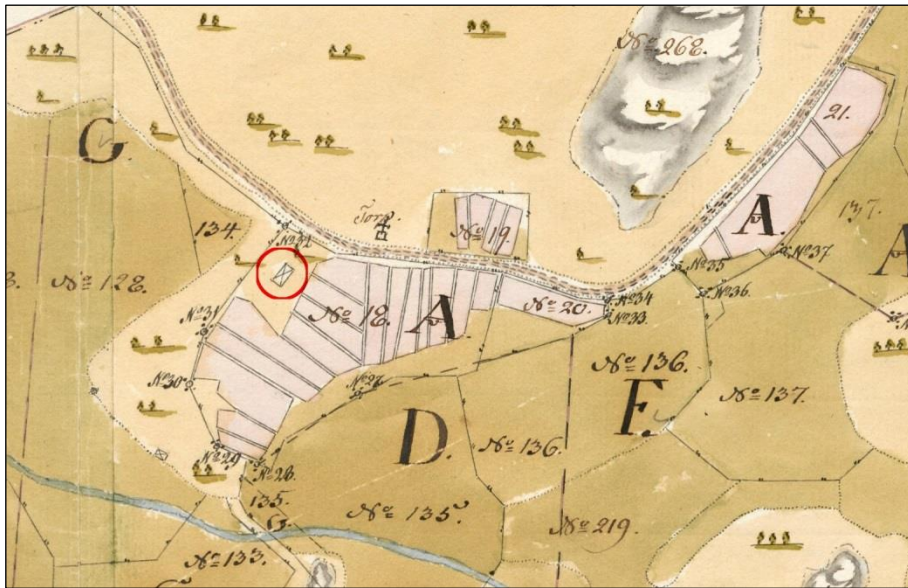 No 268.
21.
G.
134.
No 32
Torp.
No 19.
A.
137.
A
No 37
No 35
No 128.
No 36.
No 31
No 18.
A
No 20.
No 34
No 33
No 30
No 27
No 136.
No 137.
F.
D.
No 136.
No 29
No 28.
135.
No 135.
No 219.
No 133.